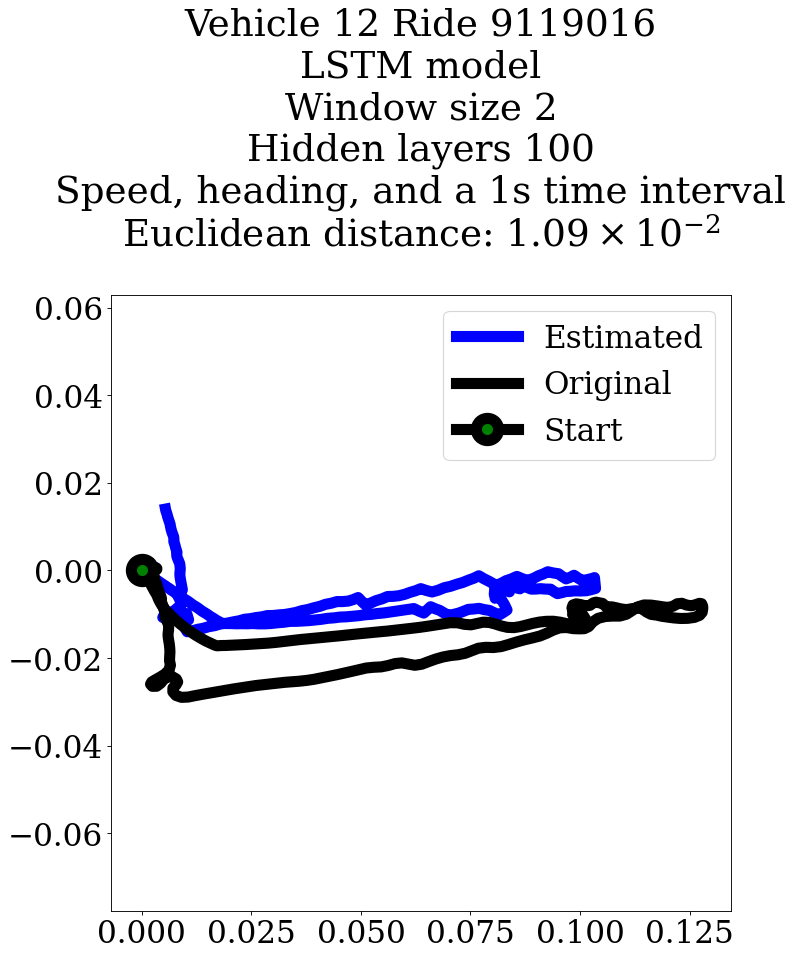 Vehicle 12 Ride 9119016
LSTM model
Window size 2
Hidden layers 100
Speed, heading, and a 1s time interval
Euclidean distance: 1.09 × 10⁻²
Estimated
Original
Start
0.06
0.04
0.02
0.00
−0.02
−0.04
−0.06
0.000 0.025 0.050 0.075 0.100 0.125